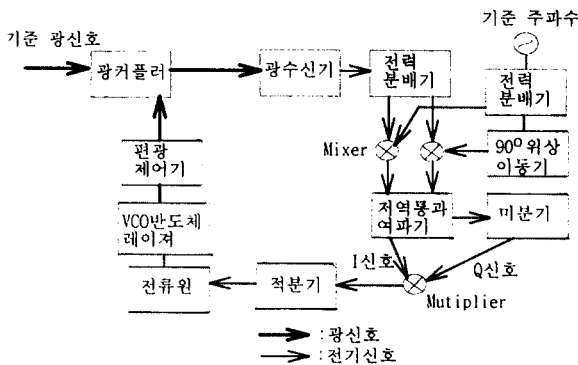 기준 주파수
기준 광신호
광커플러
광수신기
전력
분배기
전력
분배기
편광
제어기
Mixer
90° 위상
이동기
VCO반도체
레이져
저역통과
여파기
미분기
I신호
Q신호
전류원
적분기
Mutiplier
:광신호
:전기신호